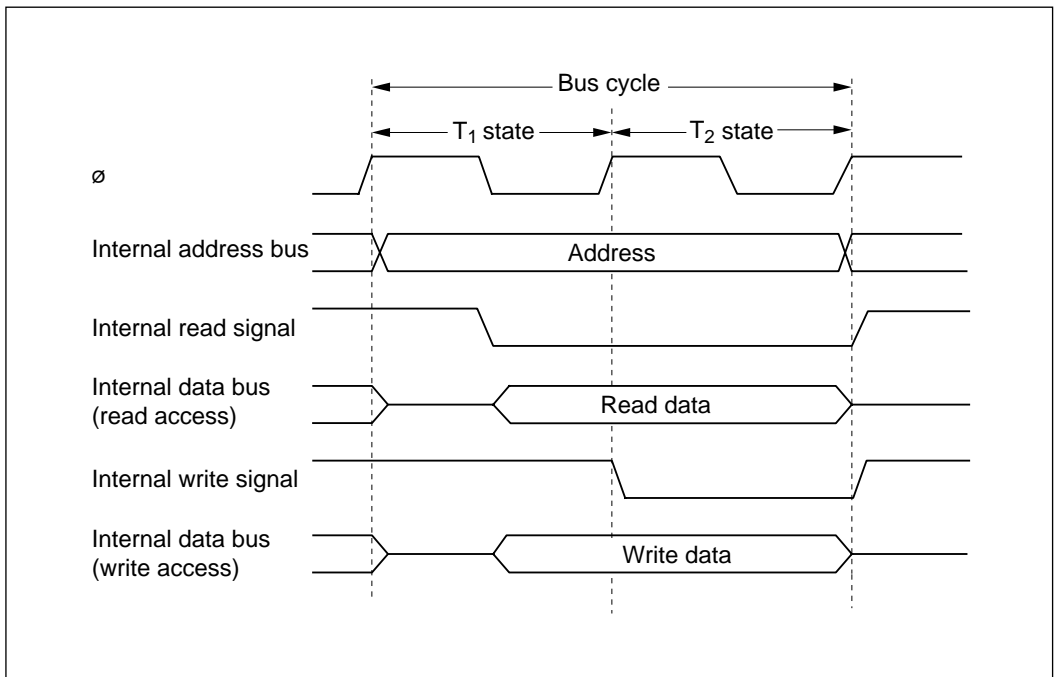 Bus cycle
T₁ state
T₂ state
ø
Internal address bus
Address
Internal read signal
Internal data bus
(read access)
Read data
Internal write signal
Internal data bus
(write access)
Write data